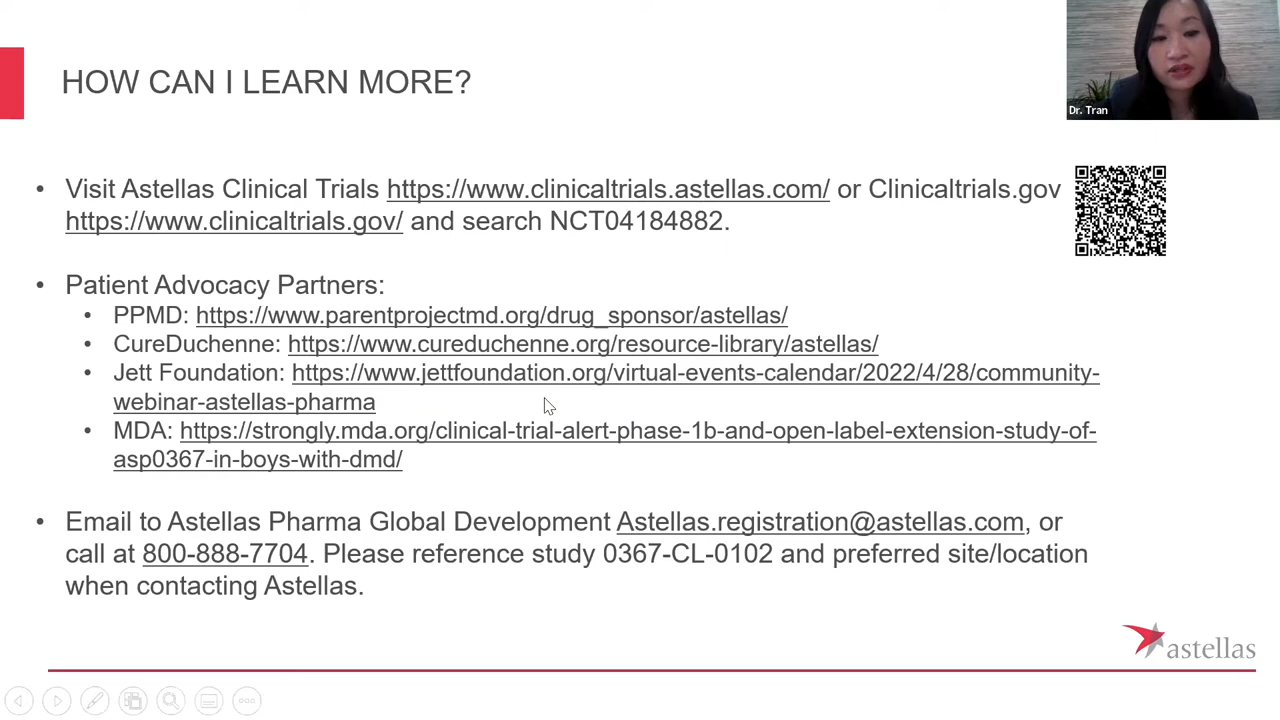 HOW CAN I LEARN MORE?
Dr. Tran
• Visit Astellas Clinical Trials https://www.clinicaltrials.astellas.com/ or Clinicaltrials.gov
https://www.clinicaltrials.gov/ and search NCT04184882.
• Patient Advocacy Partners:
• PPMD: https://www.parentprojectmd.org/drug_sponsor/astellas/
• CureDuchenne: https://www.cureduchenne.org/resource-library/astellas/
• Jett Foundation: https://www.jettfoundation.org/virtual-events-calendar/2022/4/28/community-
webinar-astellas-pharma
• MDA: https://strongly.mda.org/clinical-trial-alert-phase-1b-and-open-label-extension-study-of-
asp0367-in-boys-with-dmd/
• Email to Astellas Pharma Global Development Astellas.registration@astellas.com, or
call at 800-888-7704. Please reference study 0367-CL-0102 and preferred site/location
when contacting Astellas.
astellas